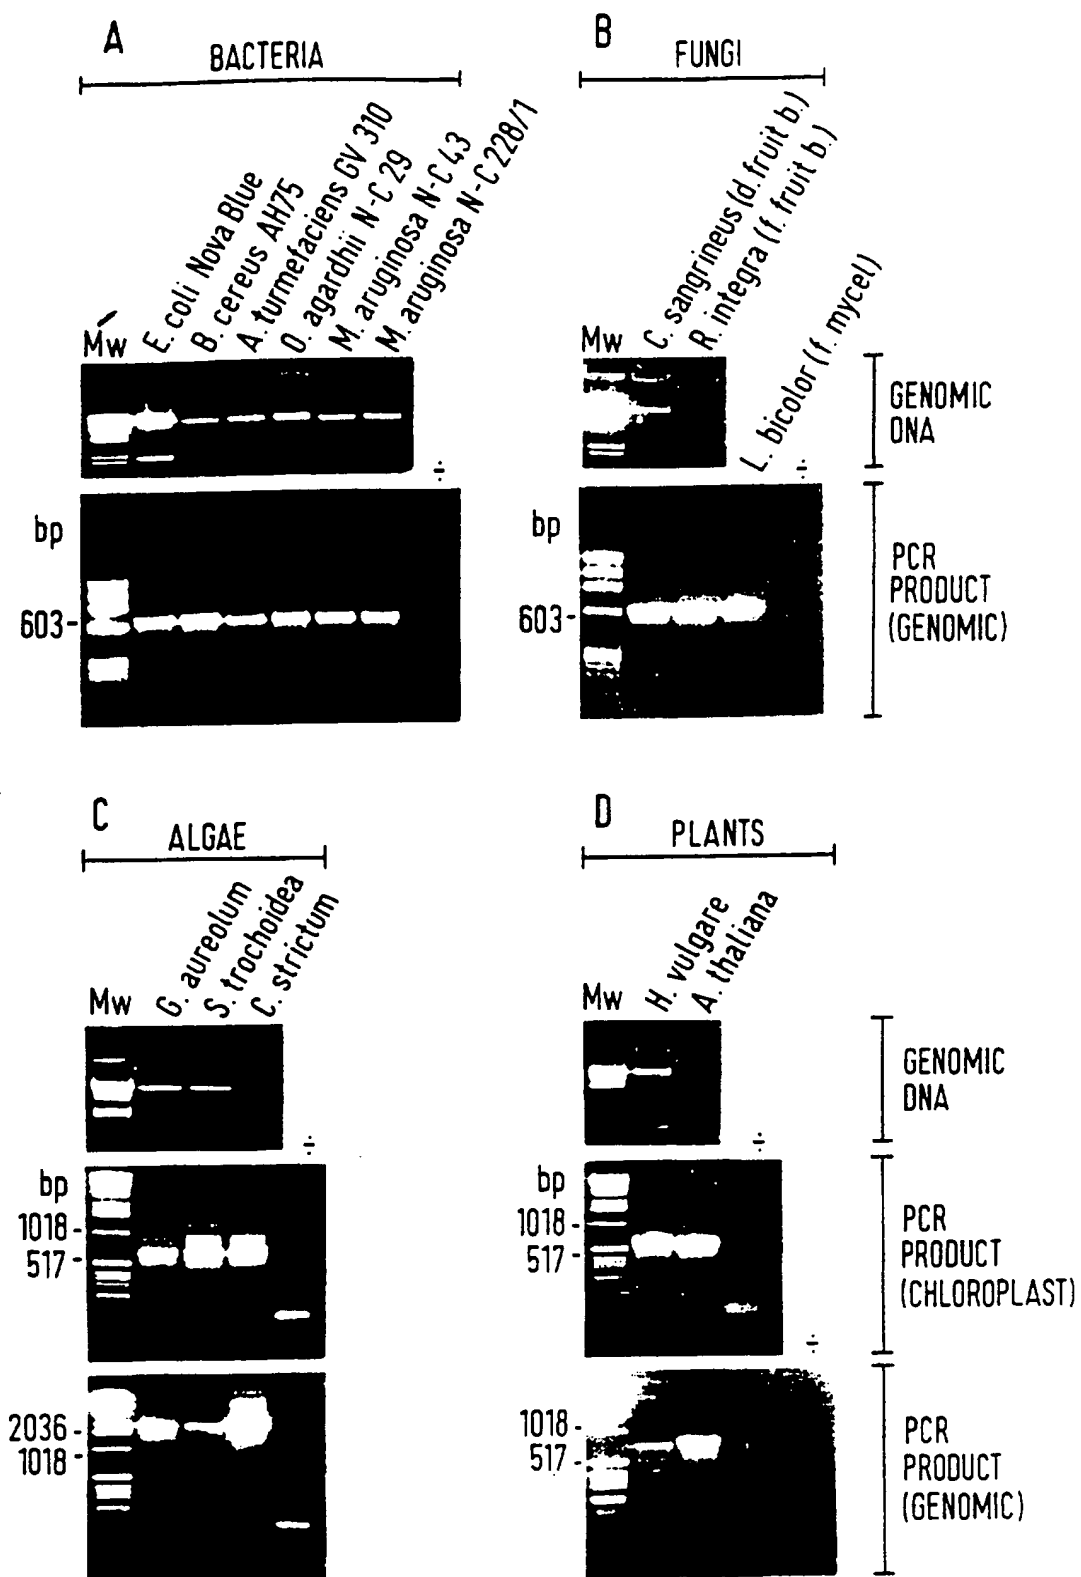 A
BACTERIA
Mw
E. coli Nova Blue
B. cereus AH75
A. turmefaciens GV 310
O. agardhii N-C 29
M. aruginosa N-C 43
M. aruginosa N-C 228/1
÷
bp
603-
B
FUNGI
Mw
C. sangrineus (d. fruit b.)
R. integra (f. fruit b.)
L. bicolor (f. mycel)
÷
GENOMIC
DNA
bp
603-
PCR
PRODUCT
(GENOMIC)
C
ALGAE
Mw
G. aureolum
S. trochoidea
C. strictum
÷
bp
1018-
517-
2036-
1018-
D
PLANTS
Mw
H. vulgare
A. thaliana
÷
GENOMIC
DNA
bp
1018-
517-
PCR
PRODUCT
(CHLOROPLAST)
÷
1018-
517-
PCR
PRODUCT
(GENOMIC)